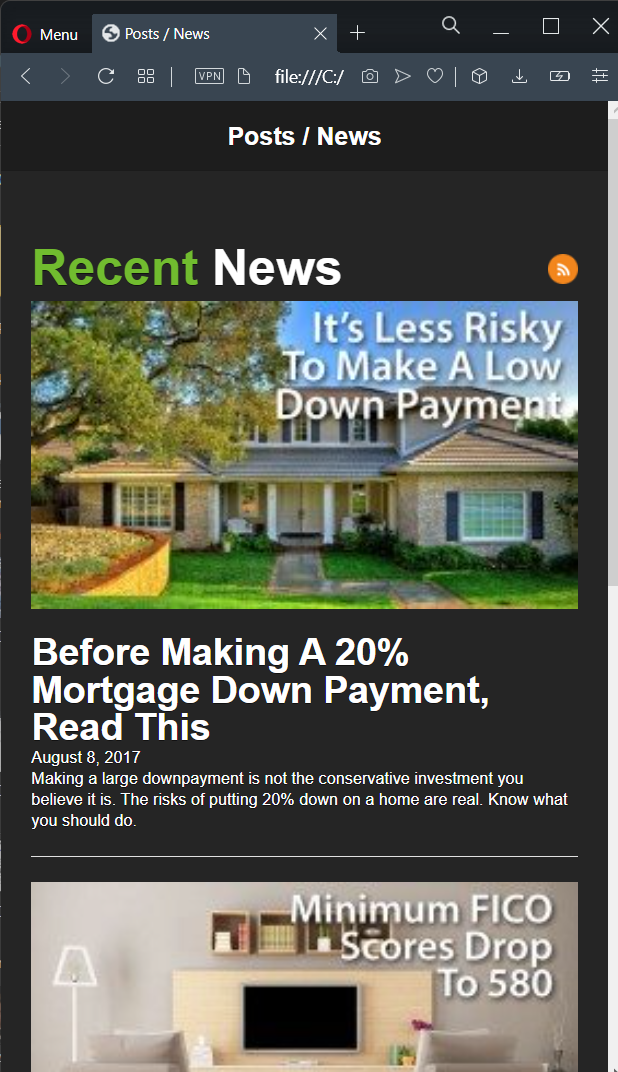 Menu
Posts / News
VPN
file:///C:/
Posts / News
Recent News
It's Less Risky
To Make A Low
Down Payment
Before Making A 20%
Mortgage Down Payment,
Read This
August 8, 2017
Making a large downpayment is not the conservative investment you
believe it is. The risks of putting 20% down on a home are real. Know what
you should do.
Minimum FICO
Scores Drop
To 580